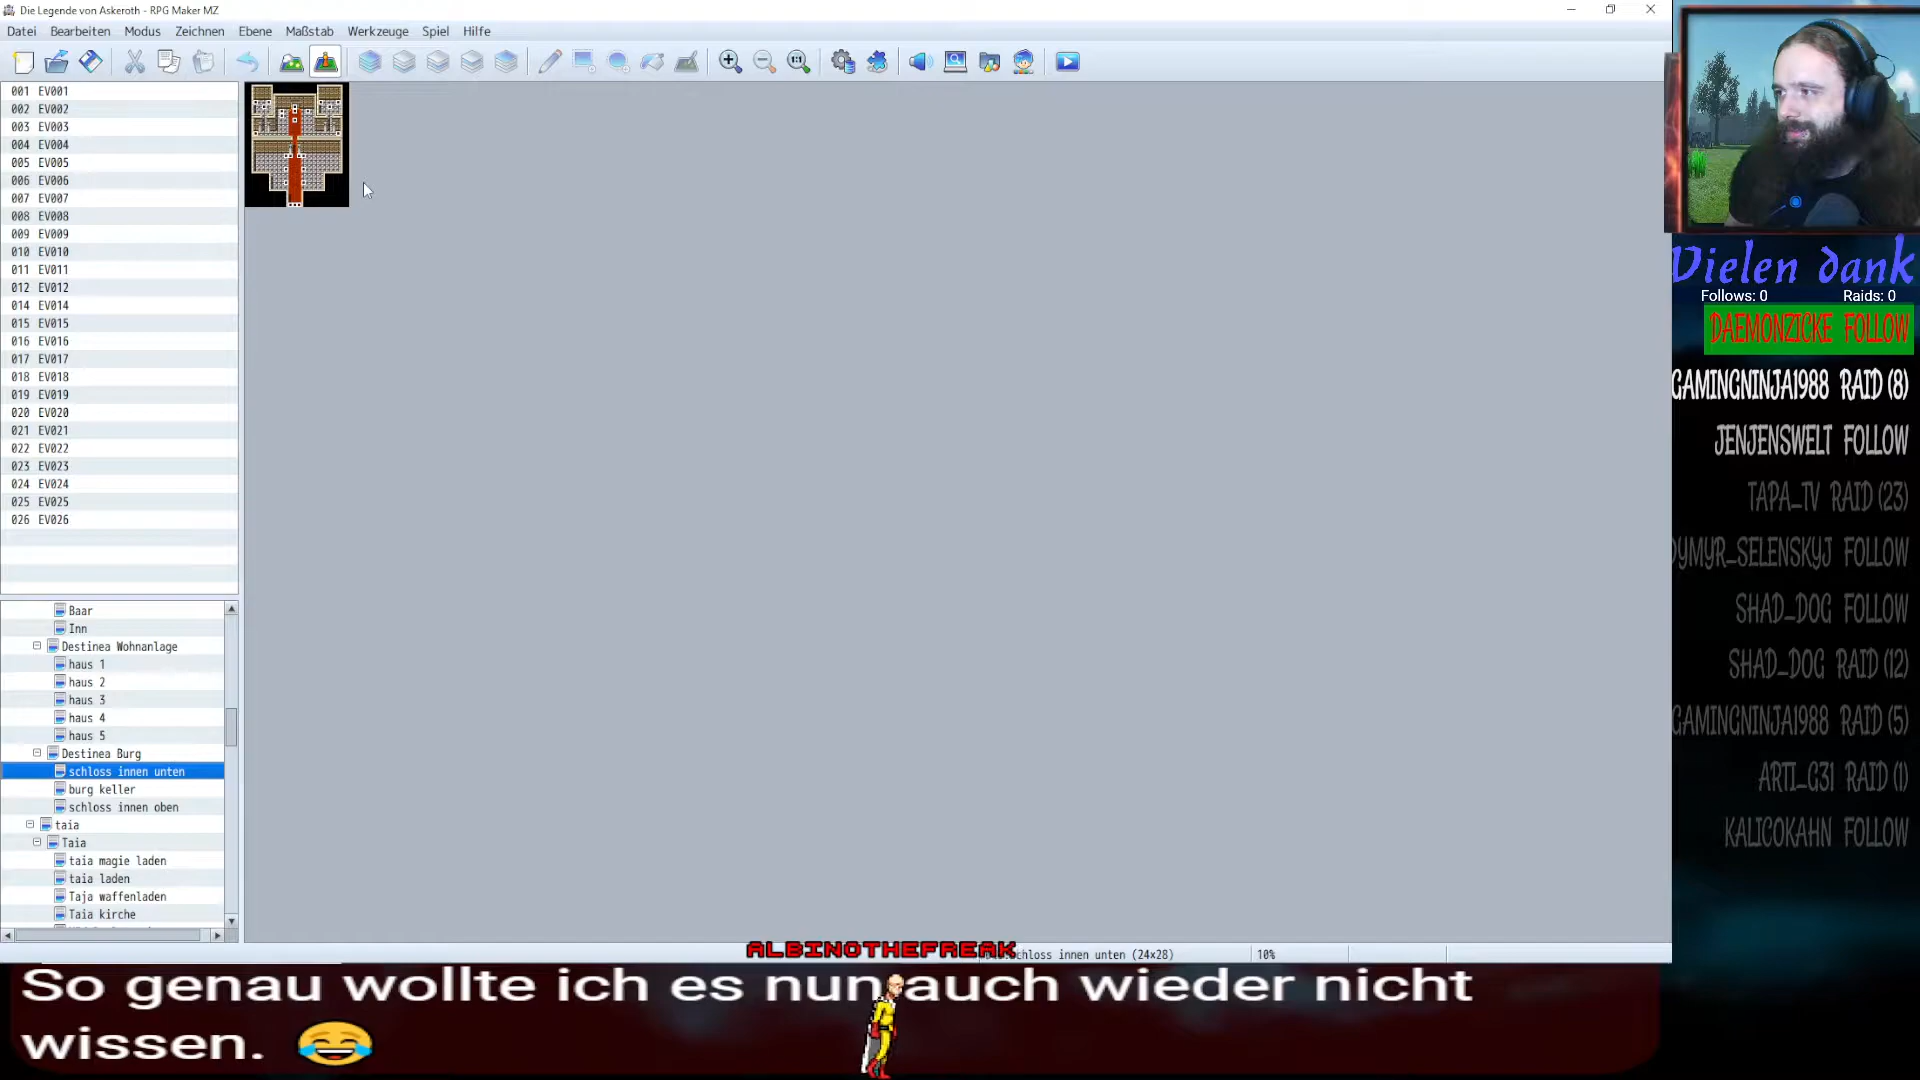 Die Legende von Askeroth - RPG Maker MZ
Datei Bearbeiten Modus Zeichnen Ebene Maßstab Werkzeuge Spiel Hilfe
001 EV001
002 EV002
003 EV003
004 EV004
005 EV005
006 EV006
007 EV007
008 EV008
009 EV009
010 EV010
011 EV011
012 EV012
014 EV014
015 EV015
016 EV016
017 EV017
018 EV018
019 EV019
020 EV020
021 EV021
022 EV022
023 EV023
024 EV024
025 EV025
026 EV026
Baar
Inn
Destinea Wohnanlage
haus 1
haus 2
haus 3
haus 4
haus 5
Destinea Burg
schloss innen unten
burg keller
schloss innen oben
taia
Taia
taia magie laden
taia laden
Taja waffenladen
Taia kirche
schloss innen unten (24x28) 10%
Vielen dank
Follows: 0 Raids: 0
DAEMONZICKE FOLLOW
GAMINGNINJA1988 RAID (8)
JENJENSWELT FOLLOW
TAPA_TV RAID (23)
DYMYR_SELENSKYJ FOLLOW
SHAD_DOG FOLLOW
SHAD_DOG RAID (12)
GAMINGNINJA1988 RAID (5)
ARTI_G31 RAID (1)
KALICOKAHN FOLLOW
ALBINOTHEFREAK
So genau wollte ich es nun auch wieder nicht
wissen. 😂